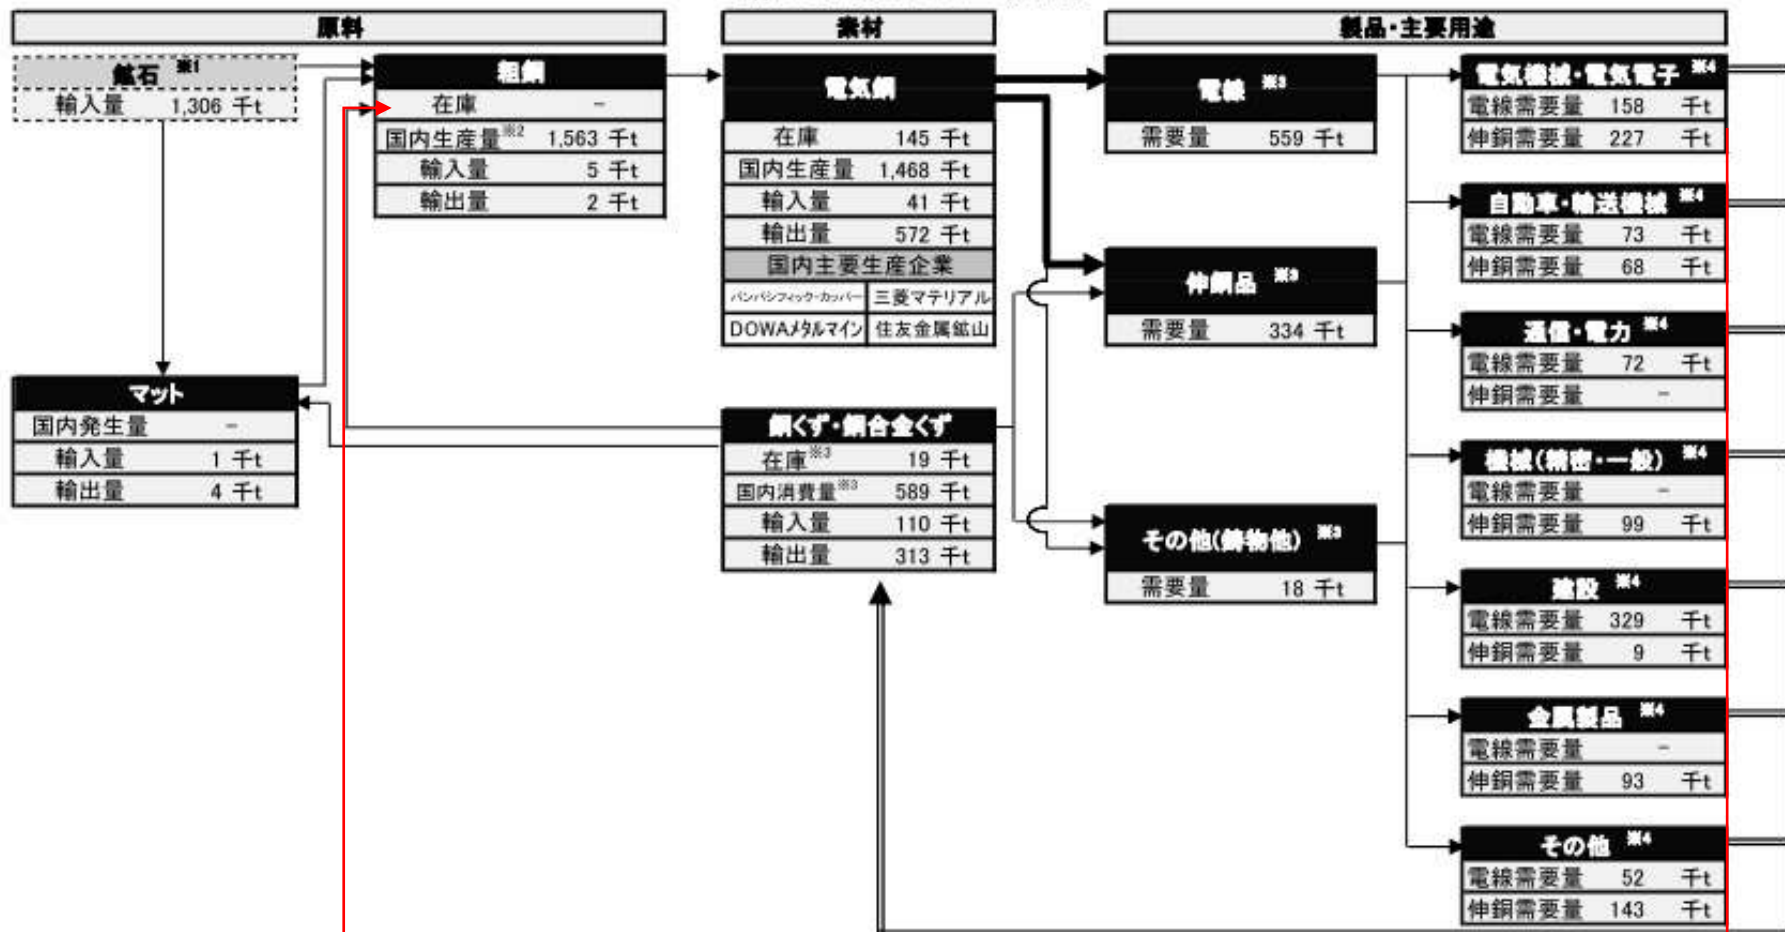 原料
鉱石 ※1
輸入量 1,306 千t
粗銅
在庫 -
国内生産量※2 1,563 千t
輸入量 5 千t
輸出量 2 千t
マット
国内発生量 -
輸入量 1 千t
輸出量 4 千t
素材
電気銅
在庫 145 千t
国内生産量 1,468 千t
輸入量 41 千t
輸出量 572 千t
国内主要生産企業
パンパシフィック・カッパー 三菱マテリアル
DOWAメタルマイン 住友金属鉱山
銅くず・銅合金くず
在庫※3 19 千t
国内消費量※3 589 千t
輸入量 110 千t
輸出量 313 千t
製品・主要用途
電線 ※3
需要量 559 千t
伸銅品 ※3
需要量 334 千t
その他(鋳物他) ※3
需要量 18 千t
電気機械・電気電子 ※4
電線需要量 158 千t
伸銅需要量 227 千t
自動車・輸送機械 ※4
電線需要量 73 千t
伸銅需要量 68 千t
通信・電力 ※4
電線需要量 72 千t
伸銅需要量 -
機械(精密・一般) ※4
電線需要量 -
伸銅需要量 99 千t
建設 ※4
電線需要量 329 千t
伸銅需要量 9 千t
金属製品 ※4
電線需要量 -
伸銅需要量 93 千t
その他 ※4
電線需要量 52 千t
伸銅需要量 143 千t